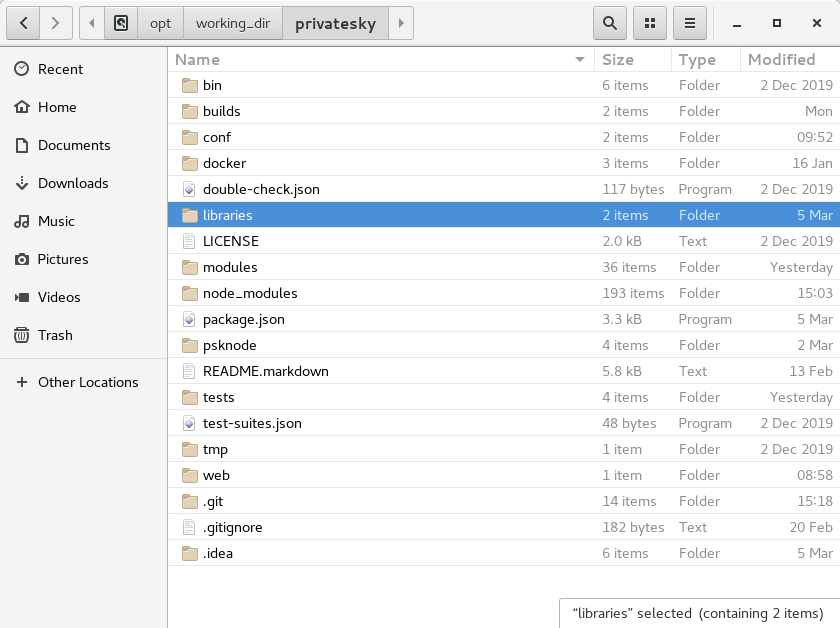 opt working_dir privatesky
Name Size Type Modified
Recent
Home
Documents
Downloads
Music
Pictures
Videos
Trash
Other Locations
bin 6 items Folder 2 Dec 2019
builds 2 items Folder Mon
conf 2 items Folder 09:52
docker 3 items Folder 16 Jan
double-check.json 117 bytes Program 2 Dec 2019
libraries 2 items Folder 5 Mar
LICENSE 2.0 kB Text 2 Dec 2019
modules 36 items Folder Yesterday
node_modules 193 items Folder 15:03
package.json 3.3 kB Program 5 Mar
psknode 4 items Folder 2 Mar
README.markdown 5.8 kB Text 13 Feb
tests 4 items Folder Yesterday
test-suites.json 48 bytes Program 2 Dec 2019
tmp 1 item Folder 2 Dec 2019
web 1 item Folder 08:58
.git 14 items Folder 15:18
.gitignore 182 bytes Text 20 Feb
.idea 6 items Folder 5 Mar
“libraries” selected (containing 2 items)